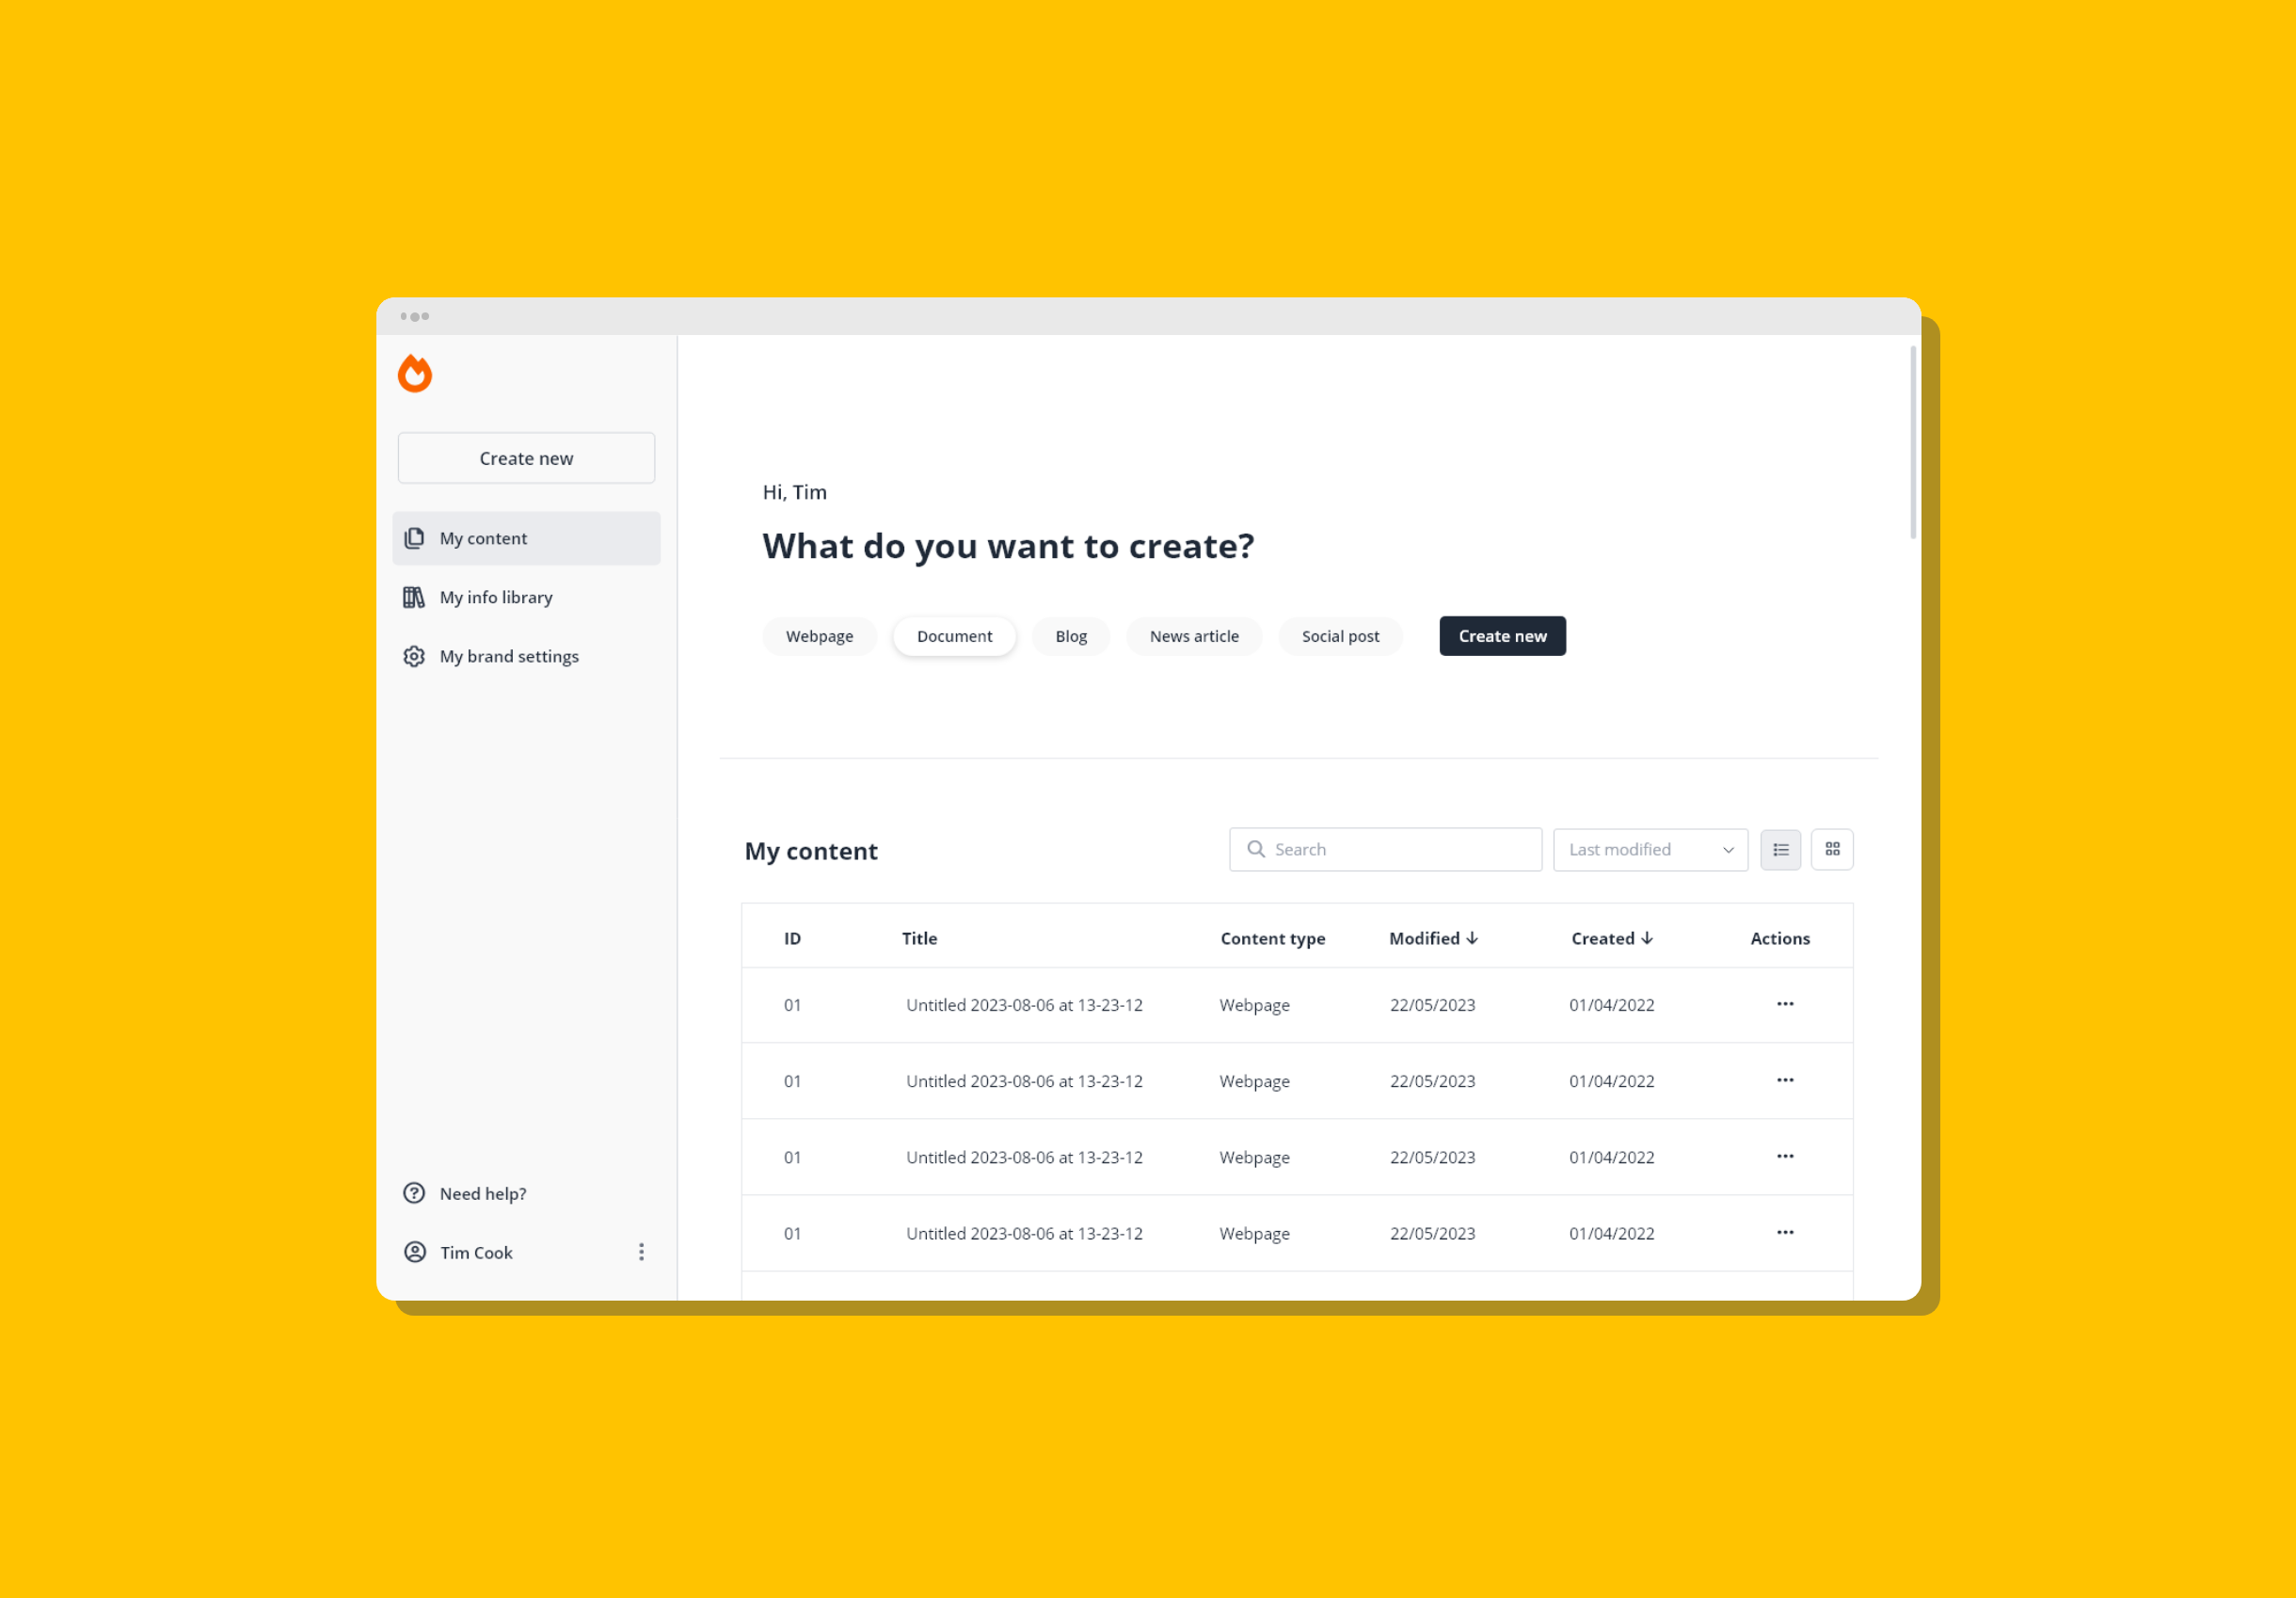 Create new
My content
My info library
My brand settings
Need help?
Tim Cook
Hi, Tim
What do you want to create?
Webpage Document Blog News article Social post Create new
My content Search Last modified
ID Title Content type Modified Created Actions
01 Untitled 2023-08-06 at 13-23-12 Webpage 22/05/2023 01/04/2022
01 Untitled 2023-08-06 at 13-23-12 Webpage 22/05/2023 01/04/2022
01 Untitled 2023-08-06 at 13-23-12 Webpage 22/05/2023 01/04/2022
01 Untitled 2023-08-06 at 13-23-12 Webpage 22/05/2023 01/04/2022